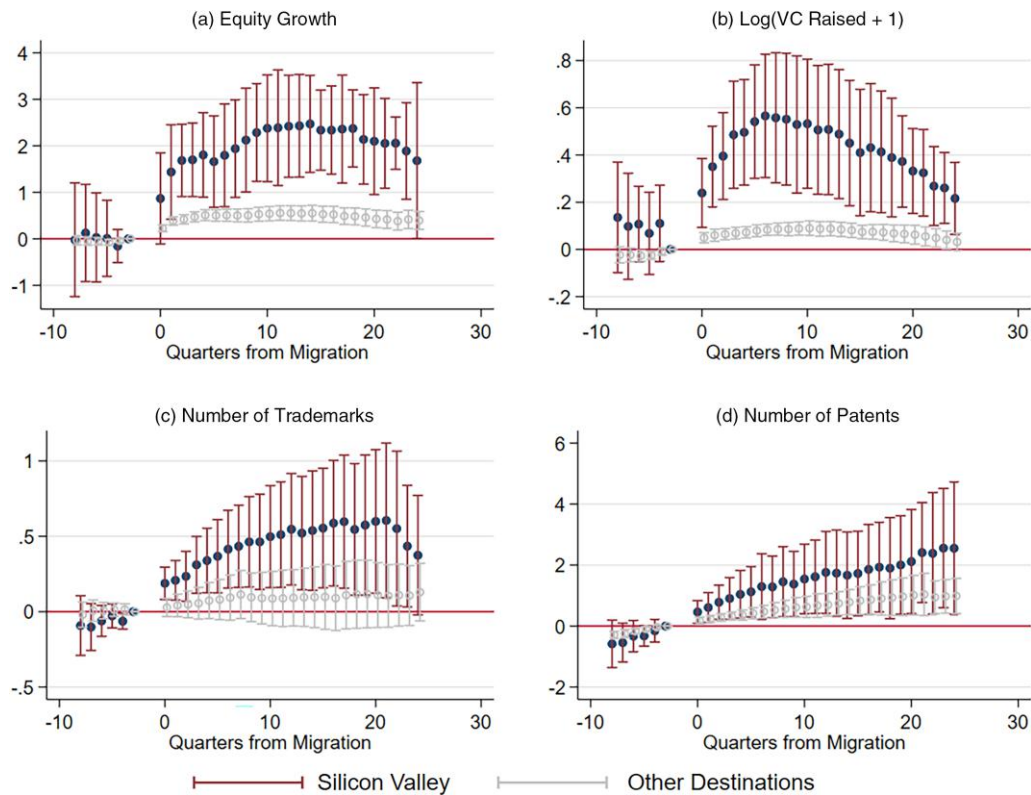 (a) Equity Growth
4
3
2
1
0
-1
-10 0 10 20 30
Quarters from Migration
(b) Log(VC Raised + 1)
.8
.6
.4
.2
0
-.2
-10 0 10 20 30
Quarters from Migration
(c) Number of Trademarks
1
.5
0
-.5
-10 0 10 20 30
Quarters from Migration
(d) Number of Patents
6
4
2
0
-2
-10 0 10 20 30
Quarters from Migration
Silicon Valley Other Destinations